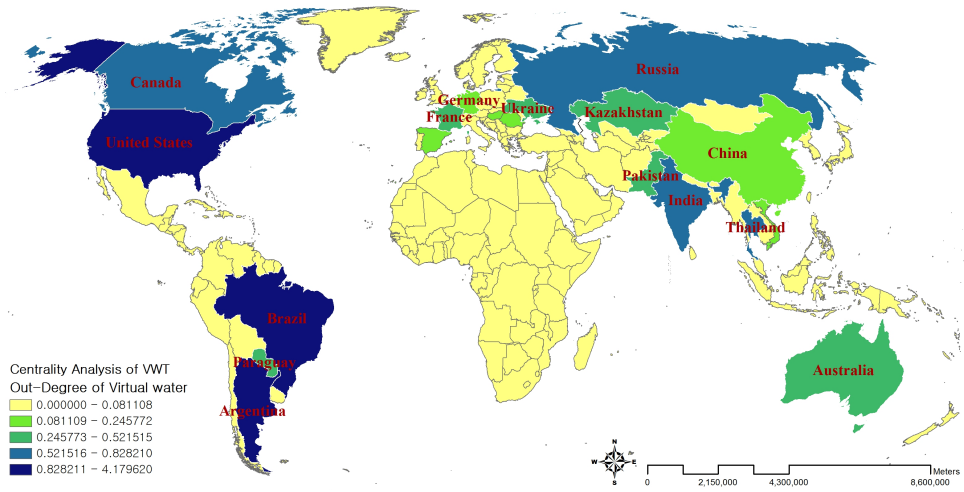 Canada
Russia
Germany
Ukraine
France
Kazakhstan
United States
China
Pakistan
India
Thailand
Brazil
Paraguay
Australia
Argentina
Centrality Analysis of VWT
Out-Degree of Virtual water
0.000000 - 0.081108
0.081109 - 0.245772
0.245773 - 0.521515
0.521516 - 0.828210
0.828211 - 4.179620
N
W E
S
Meters
0 2,150,000 4,300,000 8,600,000